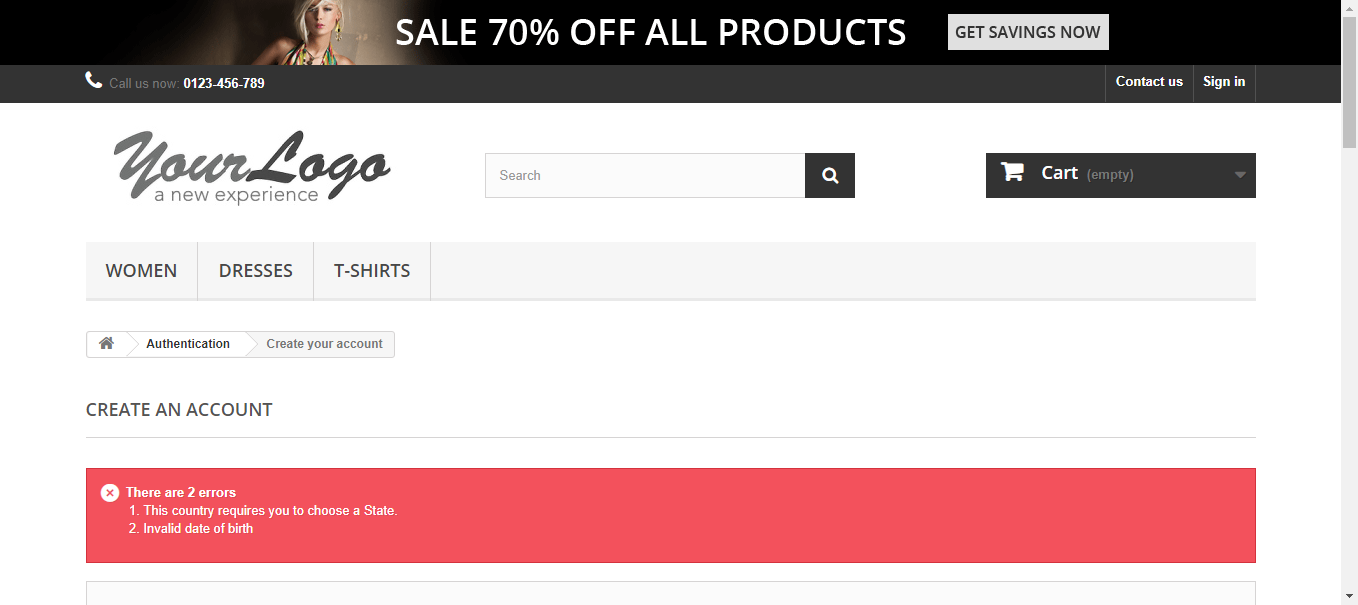 SALE 70% OFF ALL PRODUCTS GET SAVINGS NOW
Call us now: 0123-456-789 Contact us Sign in
YourLogo
a new experience
Search Cart (empty)
WOMEN DRESSES T-SHIRTS
Authentication Create your account
CREATE AN ACCOUNT
There are 2 errors
1. This country requires you to choose a State.
2. Invalid date of birth